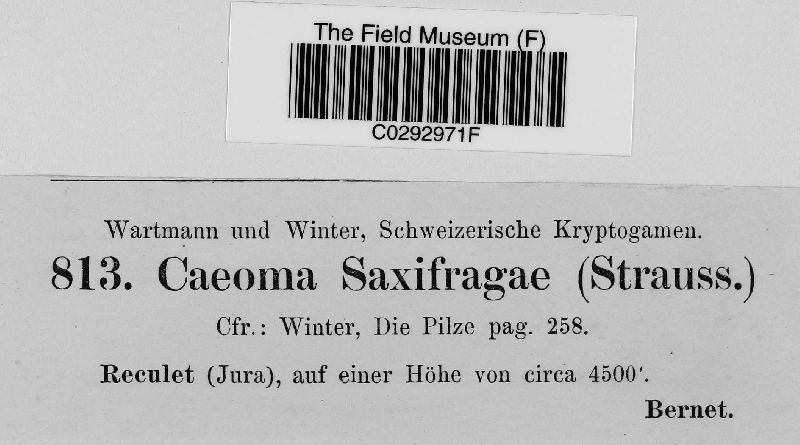 The Field Museum (F)
C0292971F
Wartmann und Winter, Schweizerische Kryptogamen.
813. Caeoma Saxifragae (Strauss.)
Cfr.: Winter, Die Pilze pag. 258.
Reculet (Jura), auf einer Höhe von circa 4500'.
Bernet.